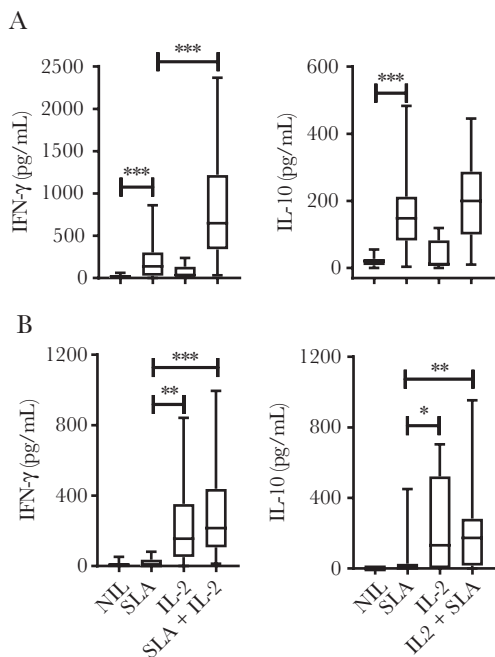 A
***
***
2500
2000
1500
1000
500
0
IFN-γ (pg/mL)
***
600
400
200
0
IL-10 (pg/mL)
B
***
**
1200
800
400
0
IFN-γ (pg/mL)
NIL
SLA
IL-2
SLA + IL-2
**
*
1200
800
400
0
IL-10 (pg/mL)
NIL
SLA
IL-2
IL2 + SLA